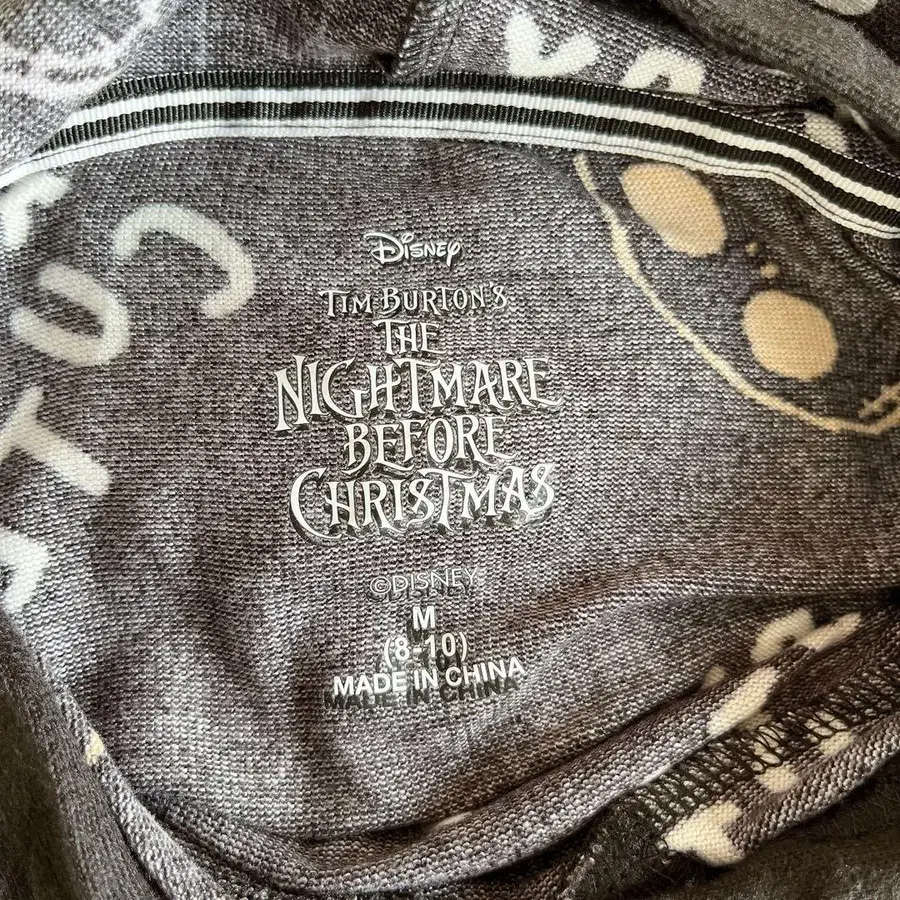 Disney
TIM BURTON'S
THE
NIGHTMARE
BEFORE
CHRISTMAS
©DISNEY
M
(8-10)
MADE IN CHINA